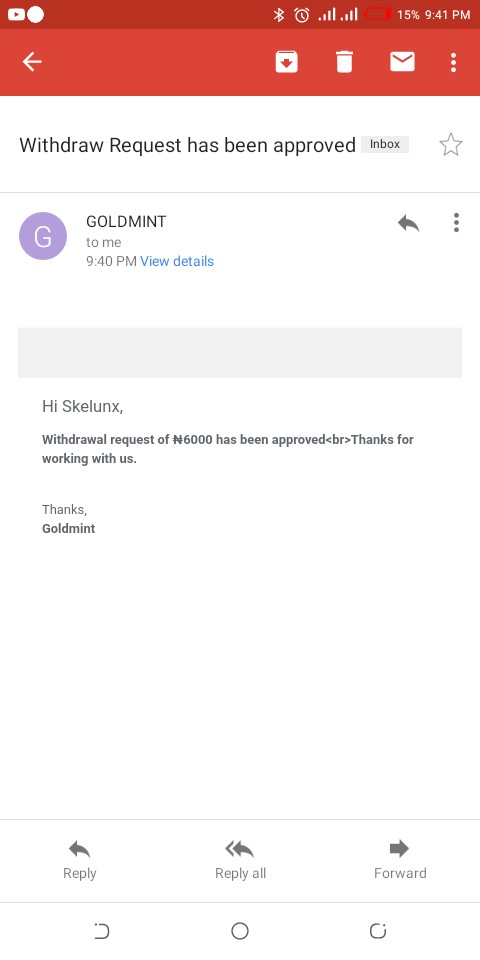 15% 9:41 PM
Withdraw Request has been approved Inbox
G
GOLDMINT
to me
9:40 PM View details
Hi Skelunx,
Withdrawal request of ₦6000 has been approved<br>Thanks for
working with us.
Thanks,
Goldmint
Reply Reply all Forward